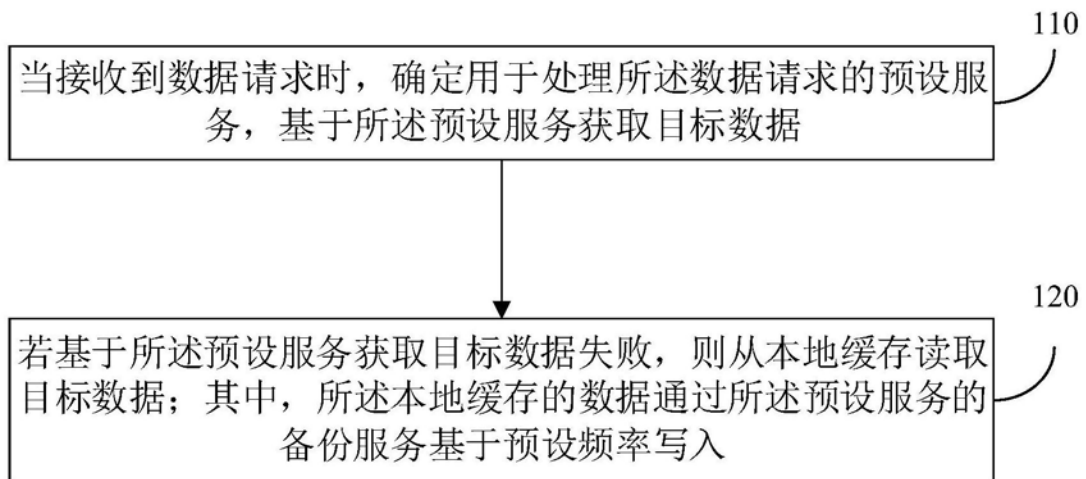 110
当接收到数据请求时，确定用于处理所述数据请求的预设服
务，基于所述预设服务获取目标数据
120
若基于所述预设服务获取目标数据失败，则从本地缓存读取
目标数据；其中，所述本地缓存的数据通过所述预设服务的
备份服务基于预设频率写入